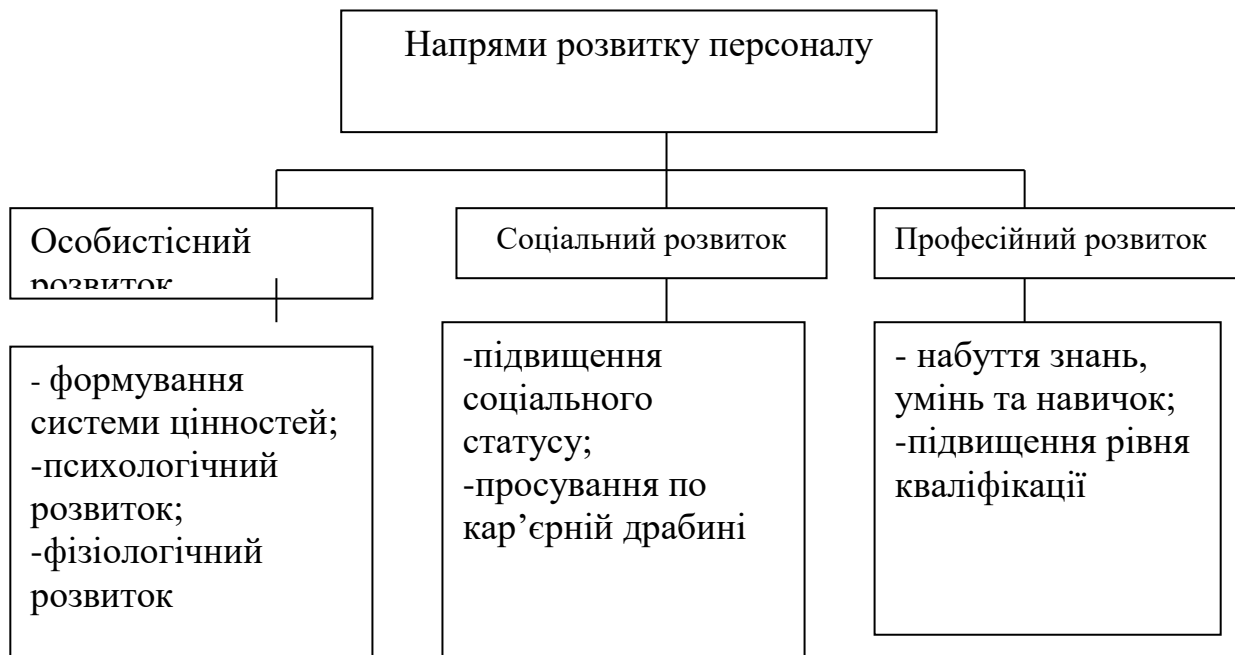 Напрями розвитку персоналу
Особистісний
розвиток
Соціальний розвиток
Професійний розвиток
- формування
системи цінностей;
-психологічний
розвиток;
-фізіологічний
розвиток
-підвищення
соціального
статусу;
-просування по
кар’єрній драбині
- набуття знань,
умінь та навичок;
-підвищення рівня
кваліфікації